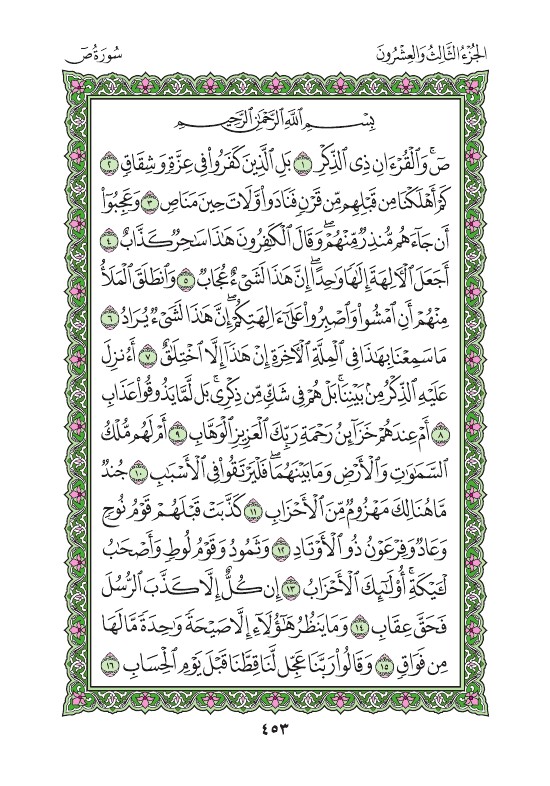 الجُزْءُ الثَّالِثُ وَالعِشْرُونَ
سُورَةُ صٓ
بِسْمِ ٱللَّهِ ٱلرَّحْمَٰنِ ٱلرَّحِيمِ
صٓۚ وَٱلْقُرْءَانِ ذِى ٱلذِّكْرِ ١ بَلِ ٱلَّذِينَ كَفَرُوا۟ فِى عِزَّةٍ وَشِقَاقٍ ٢
كَمْ أَهْلَكْنَا مِن قَبْلِهِم مِّن قَرْنٍ فَنَادَوا۟ وَّلَاتَ حِينَ مَنَاصٍ ٣ وَعَجِبُوٓا۟
أَن جَآءَهُم مُّنذِرٌ مِّنْهُمْۖ وَقَالَ ٱلْكَٰفِرُونَ هَٰذَا سَٰحِرٌ كَذَّابٌ ٤
أَجَعَلَ ٱلْءَالِهَةَ إِلَٰهًا وَٰحِدًاۖ إِنَّ هَٰذَا لَشَىْءٌ عُجَابٌ ٥ وَٱنطَلَقَ ٱلْمَلَأُ
مِنْهُمْ أَنِ ٱمْشُوا۟ وَٱصْبِرُوا۟ عَلَىٰٓ ءَالِهَتِكُمْۖ إِنَّ هَٰذَا لَشَىْءٌ يُرَادُ ٦
مَا سَمِعْنَا بِهَٰذَا فِى ٱلْمِلَّةِ ٱلْءَاخِرَةِ إِنْ هَٰذَآ إِلَّا ٱخْتِلَٰقٌ ٧ أَءُنزِلَ
عَلَيْهِ ٱلذِّكْرُ مِنۢ بَيْنِنَاۚ بَلْ هُمْ فِى شَكٍّ مِّن ذِكْرِىۚ بَل لَّمَّا يَذُوقُوا۟ عَذَابِ
٨ أَمْ عِندَهُمْ خَزَآئِنُ رَحْمَةِ رَبِّكَ ٱلْعَزِيزِ ٱلْوَهَّابِ ٩ أَمْ لَهُم مُّلْكُ
ٱلسَّمَٰوَٰتِ وَٱلْأَرْضِ وَمَا بَيْنَهُمَاۖ فَلْيَرْتَقُوا۟ فِى ٱلْأَسْبَٰبِ ١٠ جُندٌ
مَّا هُنَالِكَ مَهْزُومٌ مِّنَ ٱلْأَحْزَابِ ١١ كَذَّبَتْ قَبْلَهُمْ قَوْمُ نُوحٍ
وَعَادٌ وَفِرْعَوْنُ ذُو ٱلْأَوْتَادِ ١٢ وَثَمُودُ وَقَوْمُ لُوطٍ وَأَصْحَٰبُ
لْـَٔيْكَةِۚ أُو۟لَٰٓئِكَ ٱلْأَحْزَابُ ١٣ إِن كُلٌّ إِلَّا كَذَّبَ ٱلرُّسُلَ
فَحَقَّ عِقَابِ ١٤ وَمَا يَنظُرُ هَٰٓؤُلَآءِ إِلَّا صَيْحَةً وَٰحِدَةً مَّا لَهَا
مِن فَوَاقٍ ١٥ وَقَالُوا۟ رَبَّنَا عَجِّل لَّنَا قِطَّنَا قَبْلَ يَوْمِ ٱلْحِسَابِ ١٦
٤٥٣